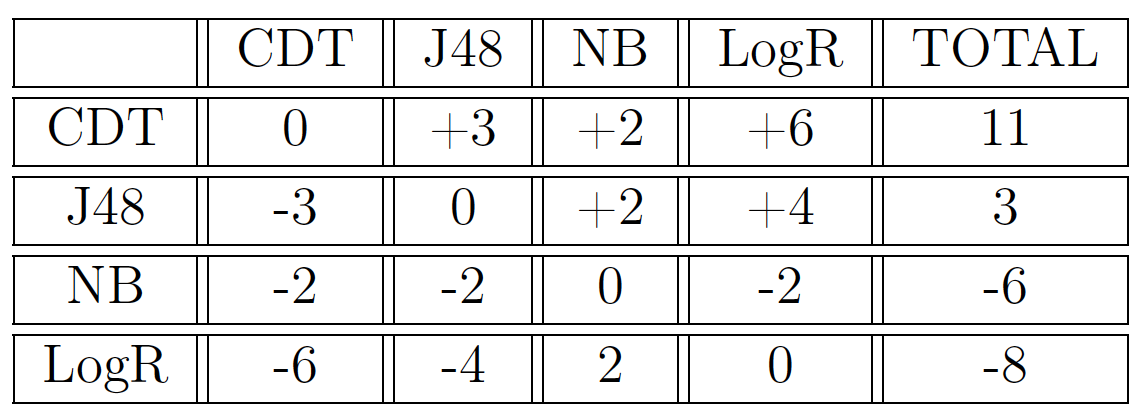 CDT J48 NB LogR TOTAL
CDT 0 +3 +2 +6 11
J48 -3 0 +2 +4 3
NB -2 -2 0 -2 -6
LogR -6 -4 2 0 -8